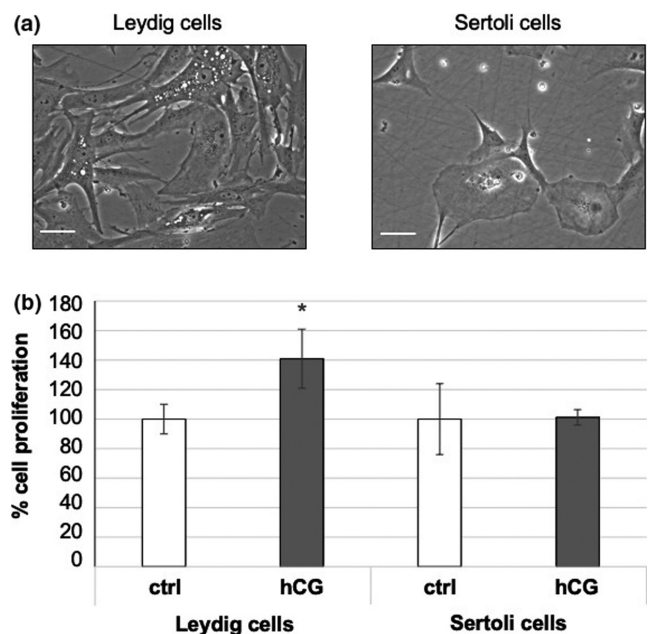 (a) Leydig cells Sertoli cells
(b)
% cell proliferation
180
*
160
140
120
100
80
60
40
20
0
ctrl hCG ctrl hCG
Leydig cells Sertoli cells